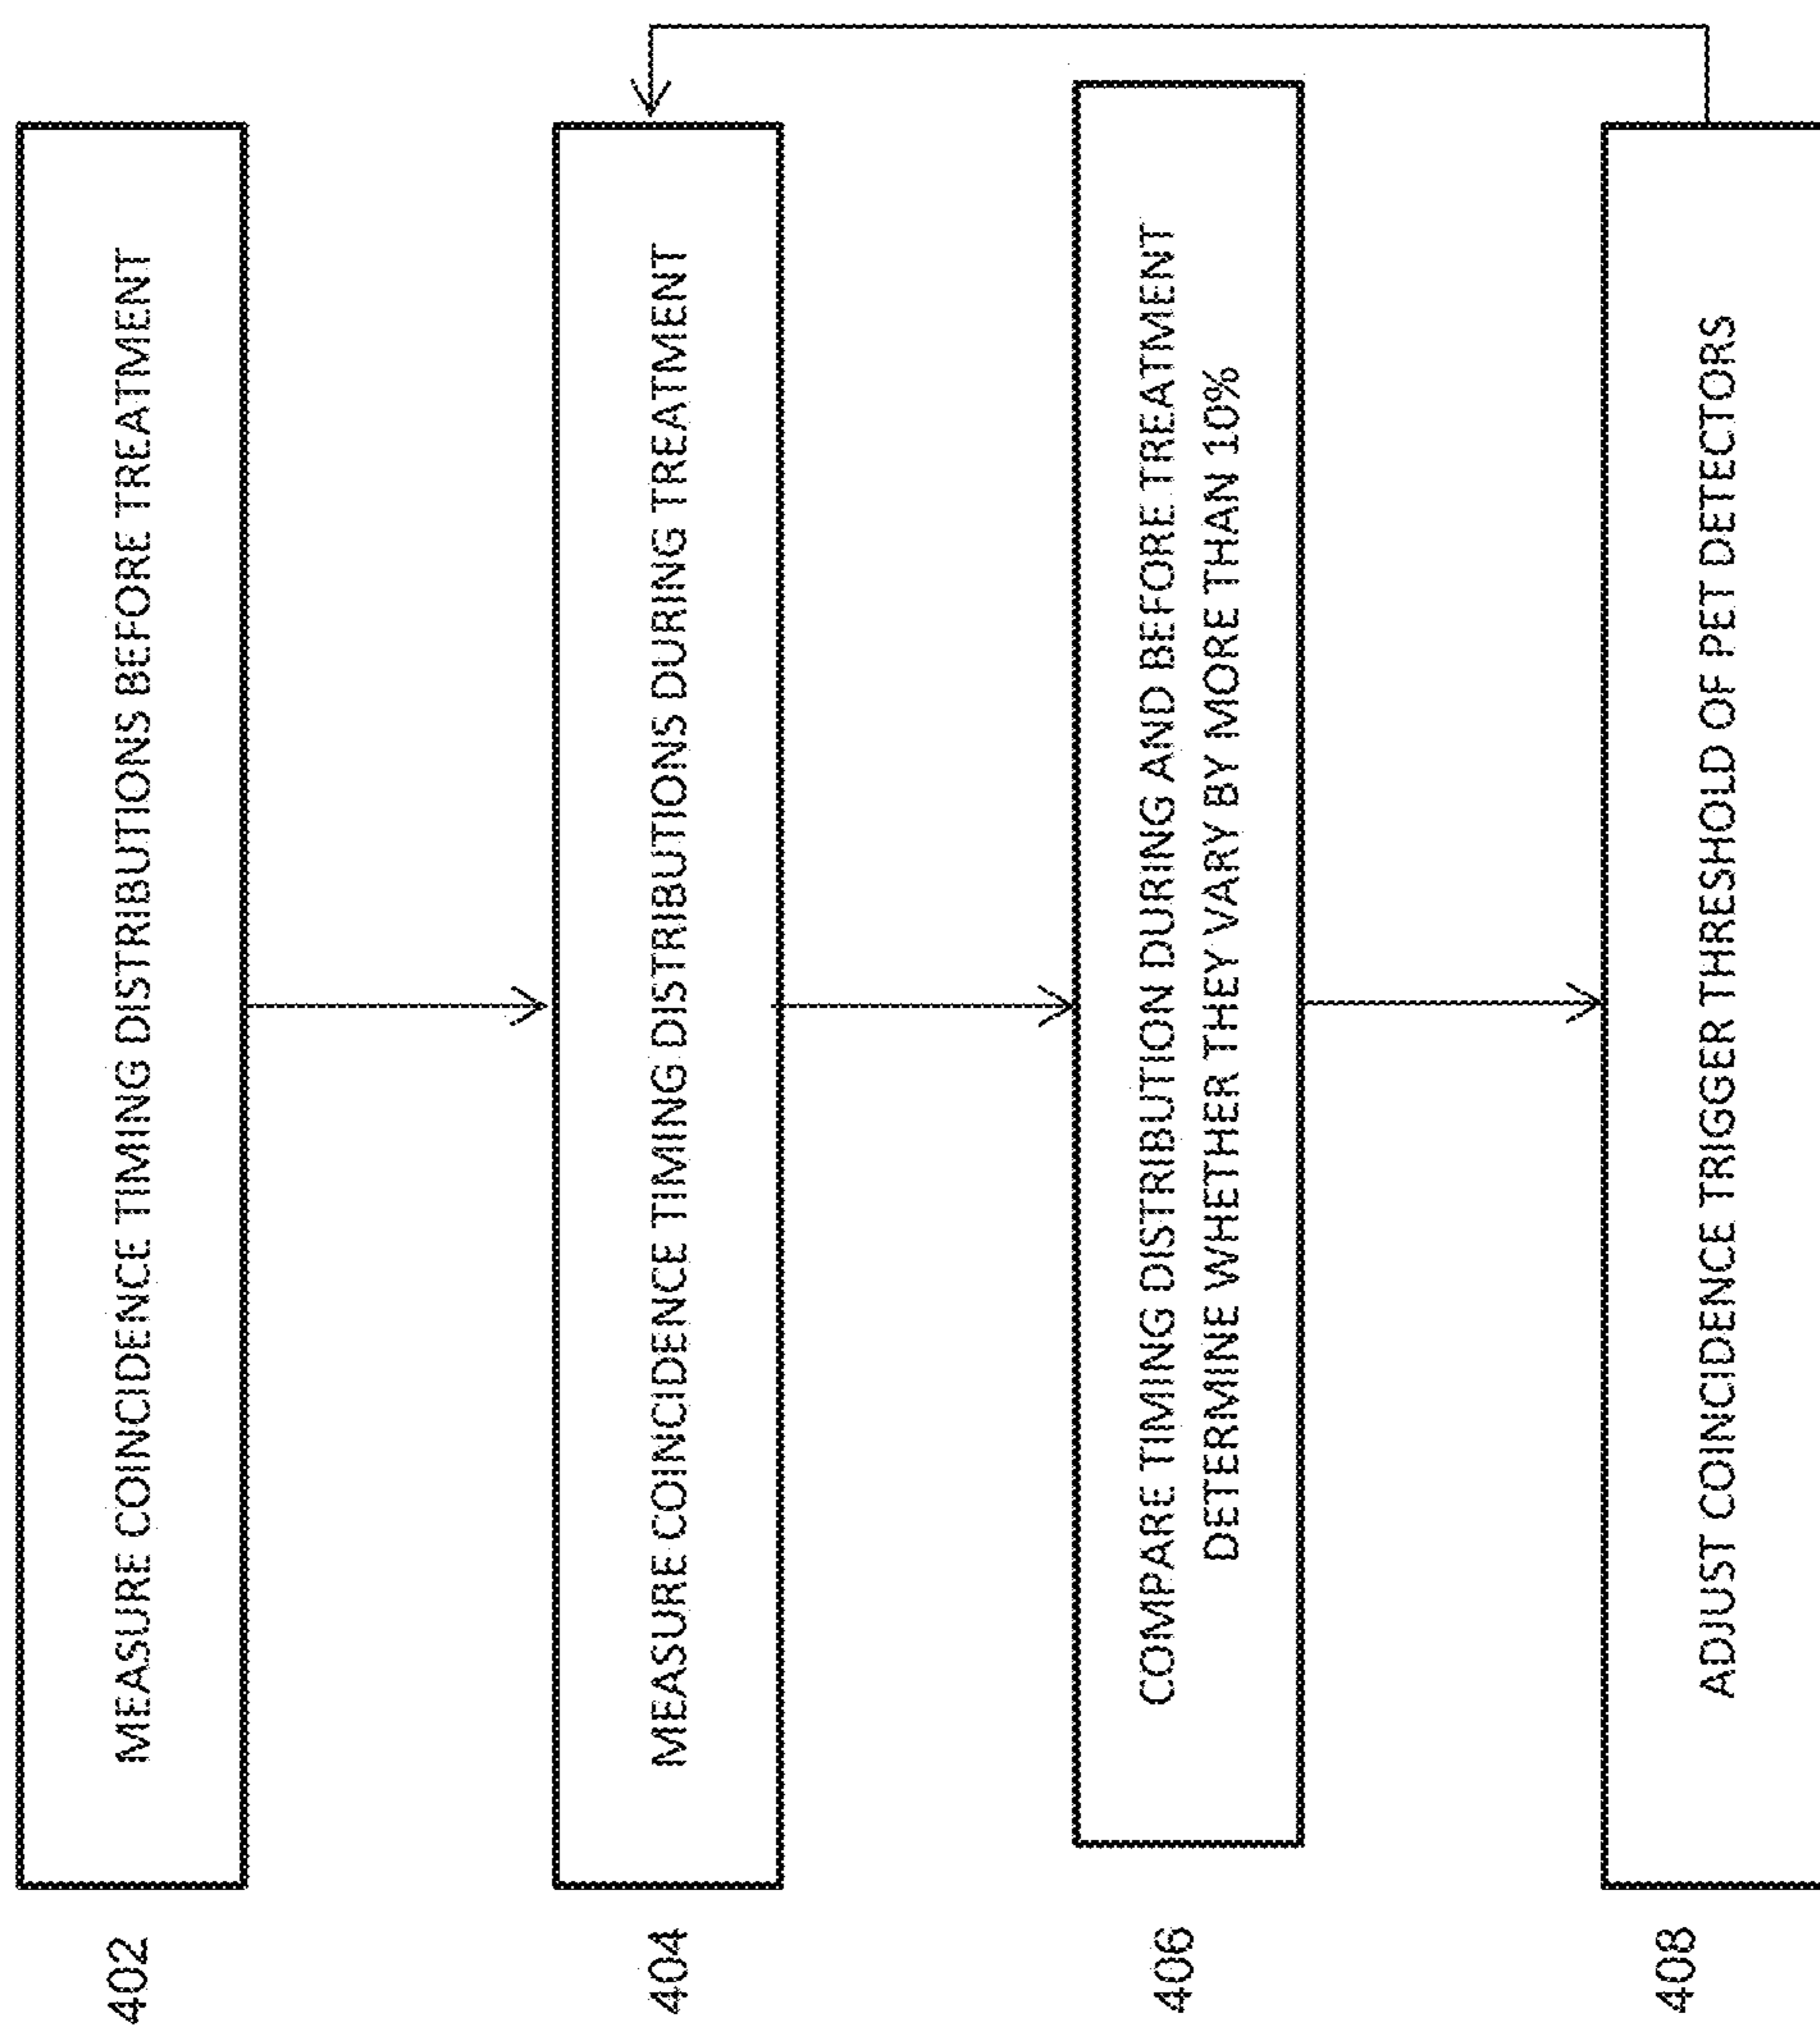 402
MEASURE COINCIDENCE TIMING DISTRIBUTIONS BEFORE TREATMENT
404
MEASURE COINCIDENCE TIMING DISTRIBUTIONS DURING TREATMENT
406
COMPARE TIMING DISTRIBUTION DURING AND BEFORE TREATMENT
DETERMINE WHETHER THEY VARY BY MORE THAN 10%
408
ADJUST COINCIDENCE TRIGGER THRESHOLD OF PET DETECTORS